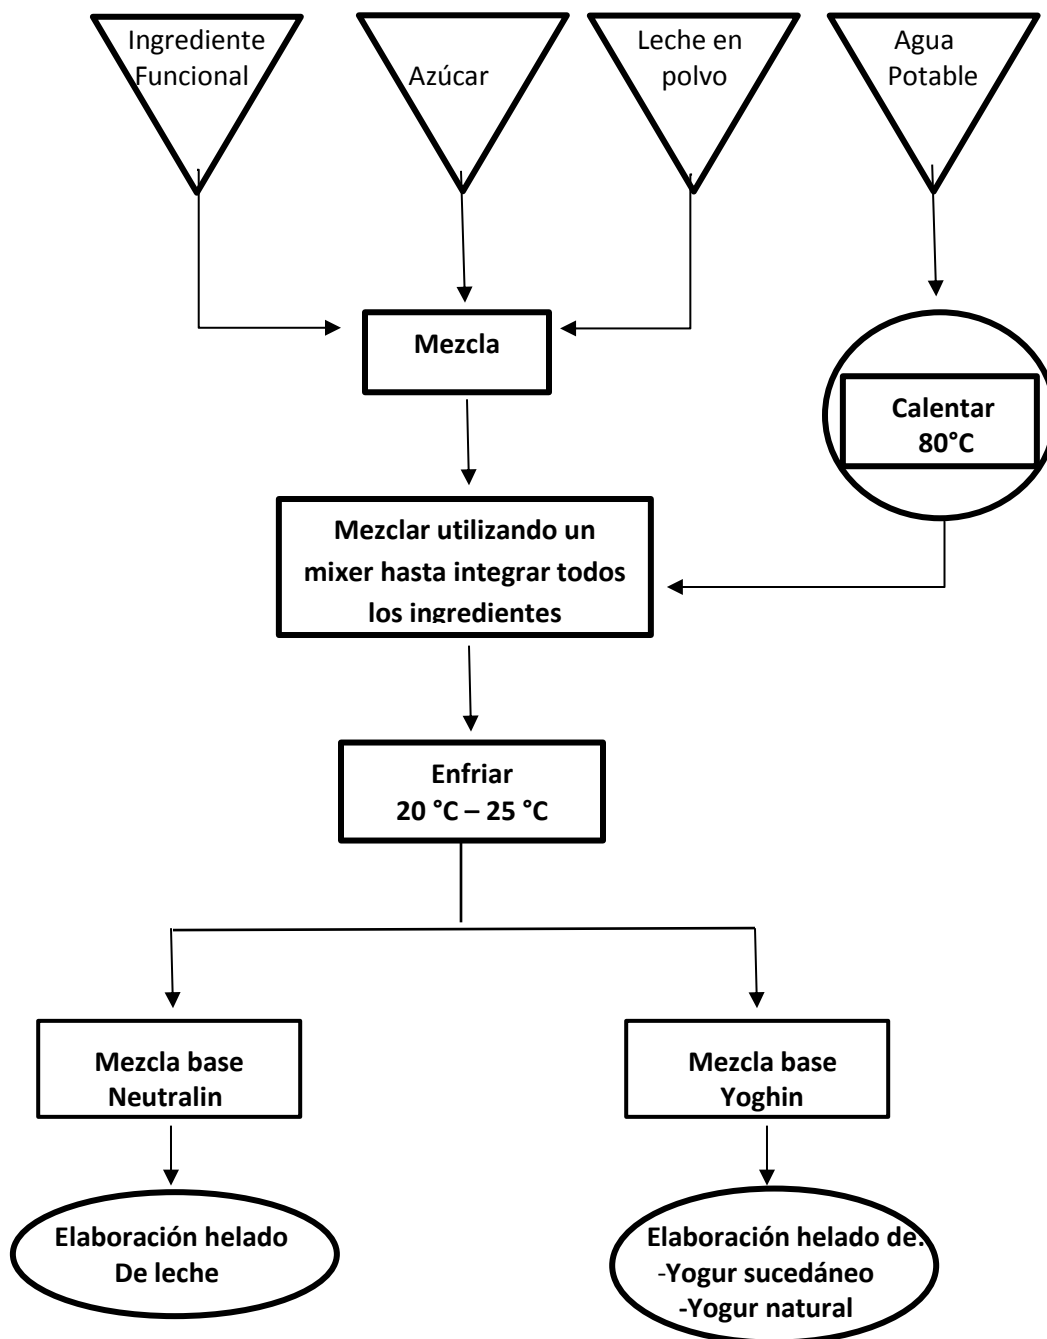 Ingrediente
Funcional
Azúcar
Leche en
polvo
Agua
Potable
Mezcla
Calentar
80°C
Mezclar utilizando un
mixer hasta integrar todos
los ingredientes
Enfriar
20 °C – 25 °C
Mezcla base
Neutralin
Mezcla base
Yoghin
Elaboración helado
De leche
Elaboración helado de:
-Yogur sucedáneo
-Yogur natural